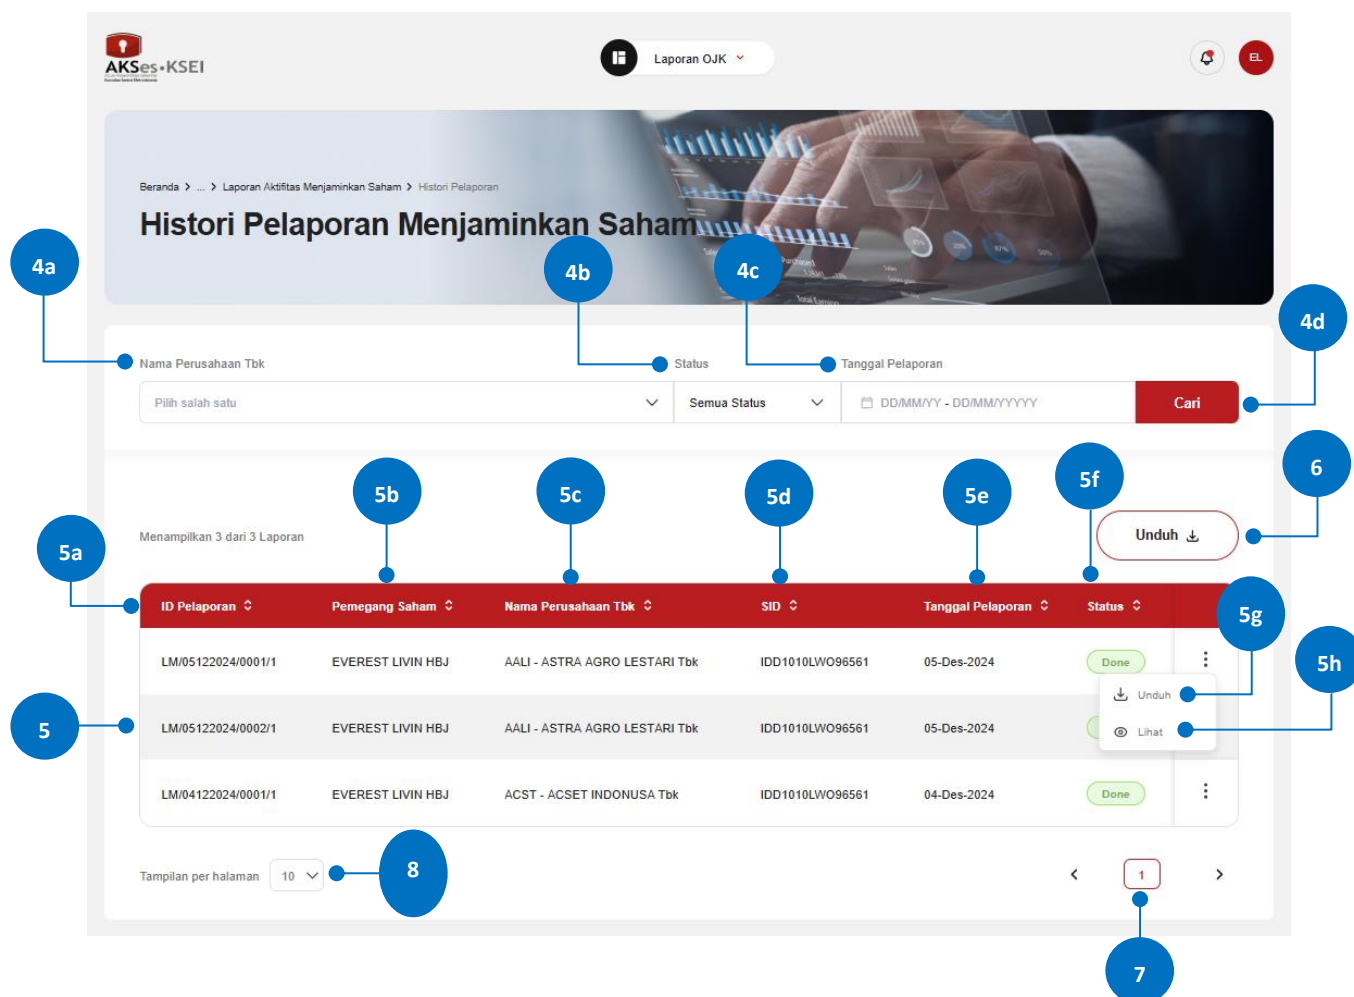 AKSes•KSEI
Laporan OJK
EL
Beranda > ... > Laporan Aktifitas Menjaminkan Saham > Histori Pelaporan
Histori Pelaporan Menjaminkan Saham
4a
4b
4c
4d
Nama Perusahaan Tbk
Status
Tanggal Pelaporan
Pilih salah satu
Semua Status
DD/MM/YY - DD/MM/YYYYY
Cari
5b
5c
5d
5e
5f
6
Menampilkan 3 dari 3 Laporan
Unduh
5a
ID Pelaporan
Pemegang Saham
Nama Perusahaan Tbk
SID
Tanggal Pelaporan
Status
5g
LM/05122024/0001/1 EVEREST LIVIN HBJ AALI - ASTRA AGRO LESTARI Tbk IDD1010LWO96561 05-Des-2024 Done
5h
Unduh
5
LM/05122024/0002/1 EVEREST LIVIN HBJ AALI - ASTRA AGRO LESTARI Tbk IDD1010LWO96561 05-Des-2024
Lihat
LM/04122024/0001/1 EVEREST LIVIN HBJ ACST - ACSET INDONUSA Tbk IDD1010LWO96561 04-Des-2024 Done
Tampilan per halaman 10
8
1
7